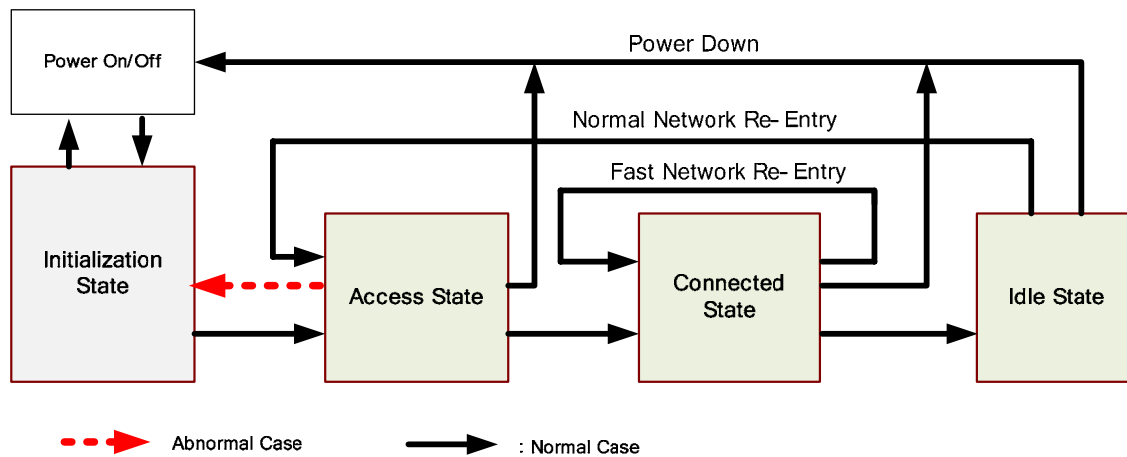 Power On/Off
Power Down
Normal Network Re-Entry
Fast Network Re-Entry
Initialization
State
Access State
Connected
State
Idle State
Abnormal Case
: Normal Case